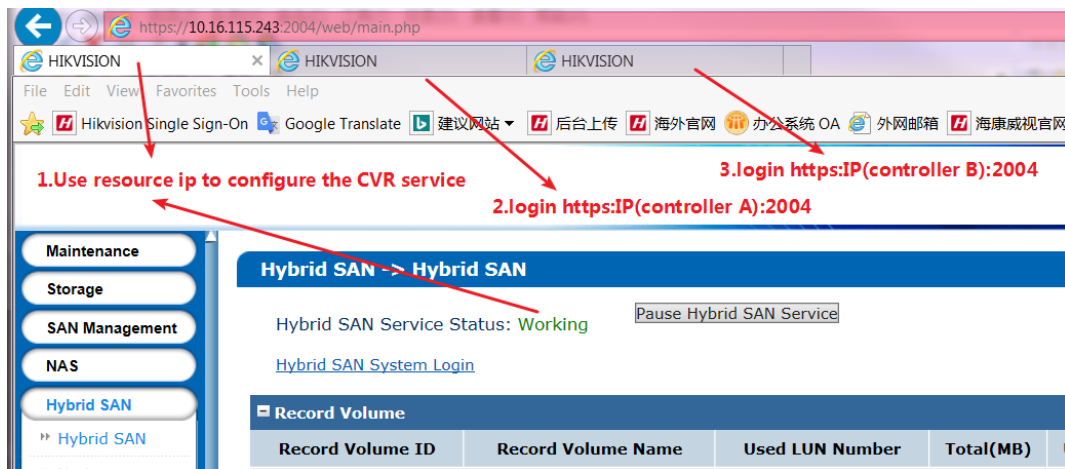 https://10.16.115.243:2004/web/main.php
HIKVISION HIKVISION HIKVISION
File Edit View Favorites Tools Help
Hikvision Single Sign-On Google Translate 建议网站 后台上传 海外官网 办公系统 OA 外网邮箱 海康威视官网
1.Use resource ip to configure the CVR service
3.login https:IP(controller B):2004
2.login https:IP(controller A):2004
Maintenance
Storage
SAN Management
NAS
Hybrid SAN
Hybrid SAN
Hybrid SAN -> Hybrid SAN
Hybrid SAN Service Status: Working Pause Hybrid SAN Service
Hybrid SAN System Login
Record Volume
Record Volume ID Record Volume Name Used LUN Number Total(MB)